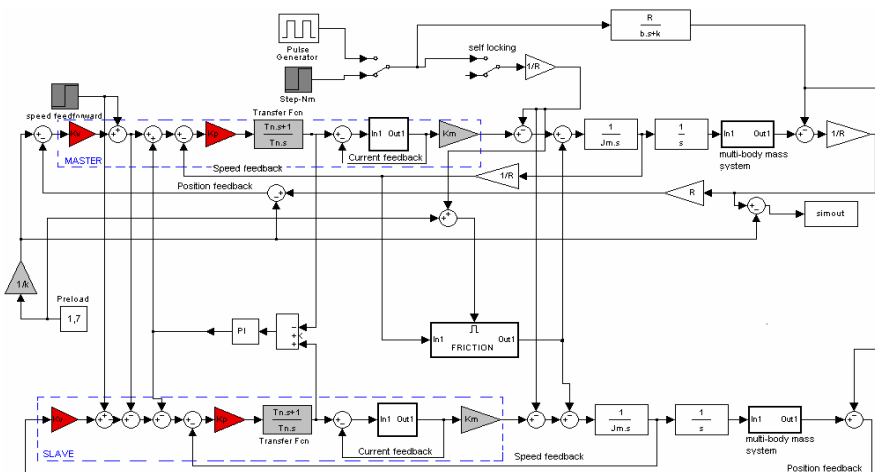 R
b.s+k
Pulse
Generator
self locking
1/R
Step-Nm
speed feedforward
Transfer Fcn
Kv
Kp
Tn.s+1
Tn.s
In1 Out1
Km
1
Jm.s
1
s
In1 Out1
1/R
MASTER
Current feedback
multi-body mass
system
Speed feedback
1/R
Position feedback
R
simout
1/k
Preload
1,7
PI
In1 Out1
FRICTION
Kv
Kp
Tn.s+1
Tn.s
In1 Out1
Km
1
Jm.s
1
s
In1 Out1
Transfer Fcn
multi-body mass
system
SLAVE
Current feedback
Speed feedback
Position feedback